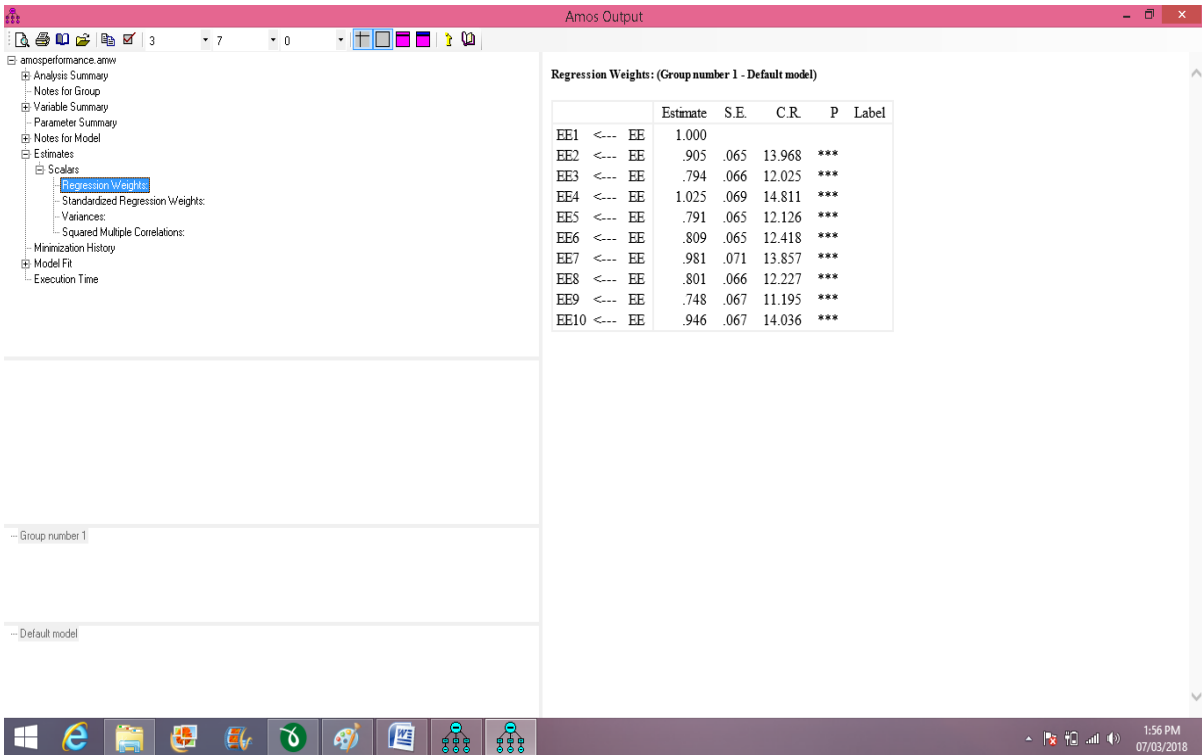 Amos Output
3 7 0
amosperformance.amw
Analysis Summary
Notes for Group
Variable Summary
Parameter Summary
Notes for Model
Estimates
Scalars
Regression Weights:
Standardized Regression Weights:
Variances:
Squared Multiple Correlations:
Minimization History
Model Fit
Execution Time
Group number 1
Default model
Regression Weights: (Group number 1 - Default model)
Estimate S.E. C.R. P Label
EE1 <--- EE 1.000
EE2 <--- EE .905 .065 13.968 ***
EE3 <--- EE .794 .066 12.025 ***
EE4 <--- EE 1.025 .069 14.811 ***
EE5 <--- EE .791 .065 12.126 ***
EE6 <--- EE .809 .065 12.418 ***
EE7 <--- EE .981 .071 13.857 ***
EE8 <--- EE .801 .066 12.227 ***
EE9 <--- EE .748 .067 11.195 ***
EE10 <--- EE .946 .067 14.036 ***
1:56 PM
07/03/2018